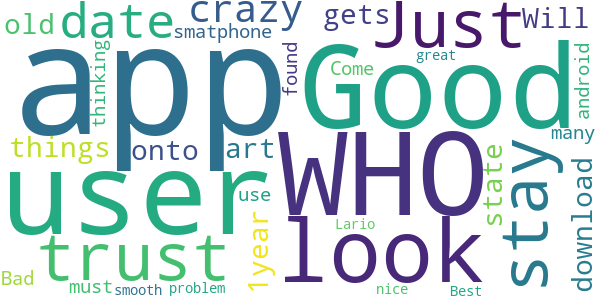 old
date
crazy
gets
Just
Will
smatphone
app
thinking
found
Come
Good
great
android
many
things
onto
art
WHO
user
use
state
stay
download
trust
1year
look
Lario
Bad
must
smooth
problem
nice
Best